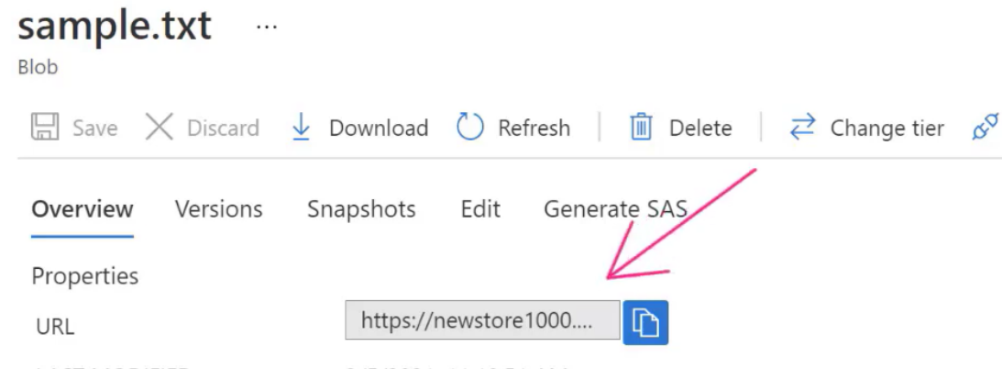 sample.txt ...
Blob
Save Discard Download Refresh Delete Change tier
Overview Versions Snapshots Edit Generate SAS
Properties
URL https://newstore1000....